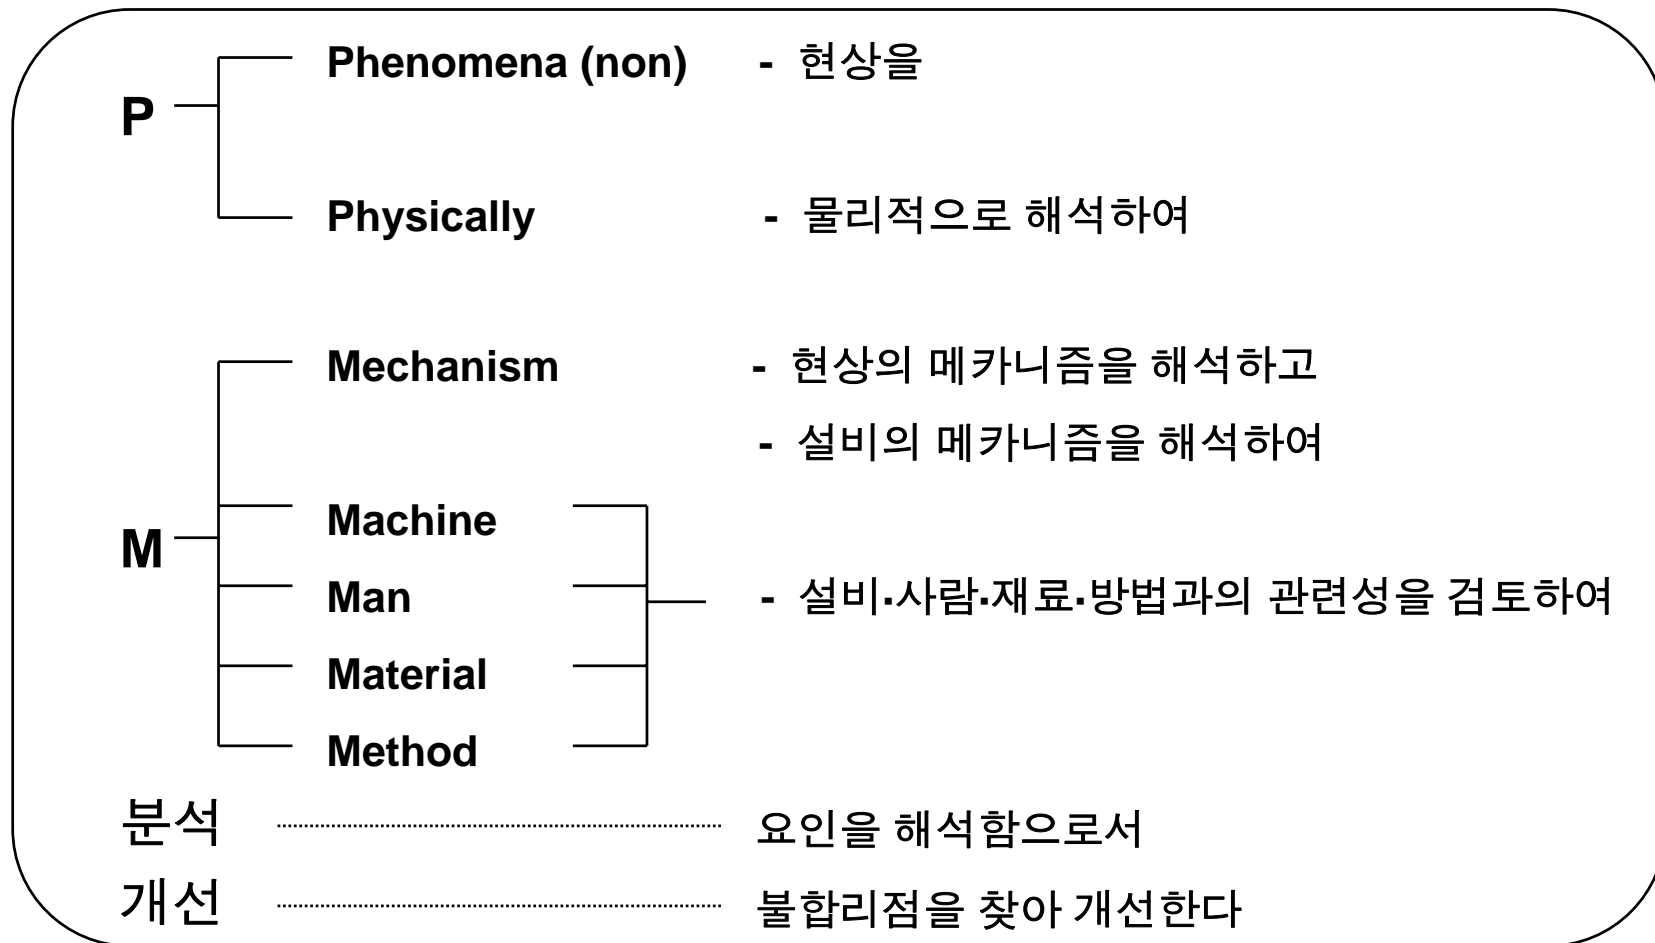 Phenomena (non) - 현상을
P
Physically - 물리적으로 해석하여
Mechanism - 현상의 메카니즘을 해석하고
- 설비의 메카니즘을 해석하여
Machine
M
Man - 설비.사람.재료.방법과의 관련성을 검토하여
Material
Method
분석 요인을 해석함으로서
개선 불합리점을 찾아 개선한다